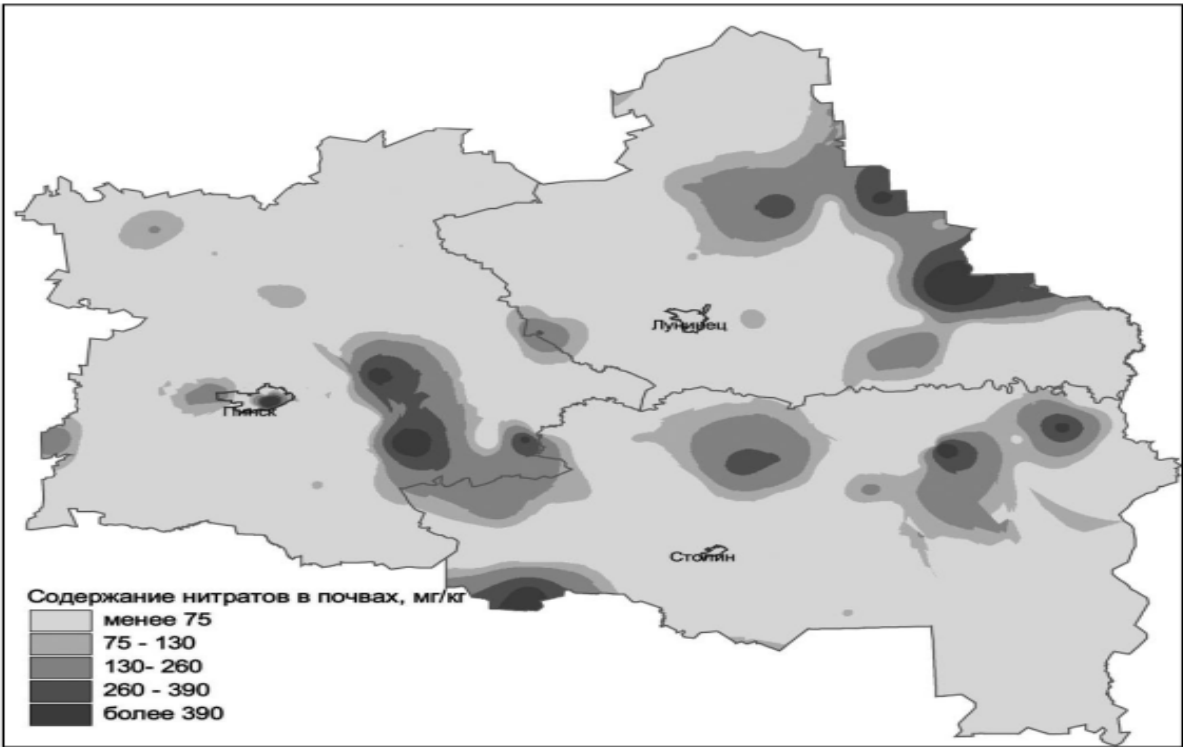 Лунинец
Пинск
Столин
Содержание нитратов в почвах, мг/кг
менее 75
75 - 130
130- 260
260 - 390
более 390